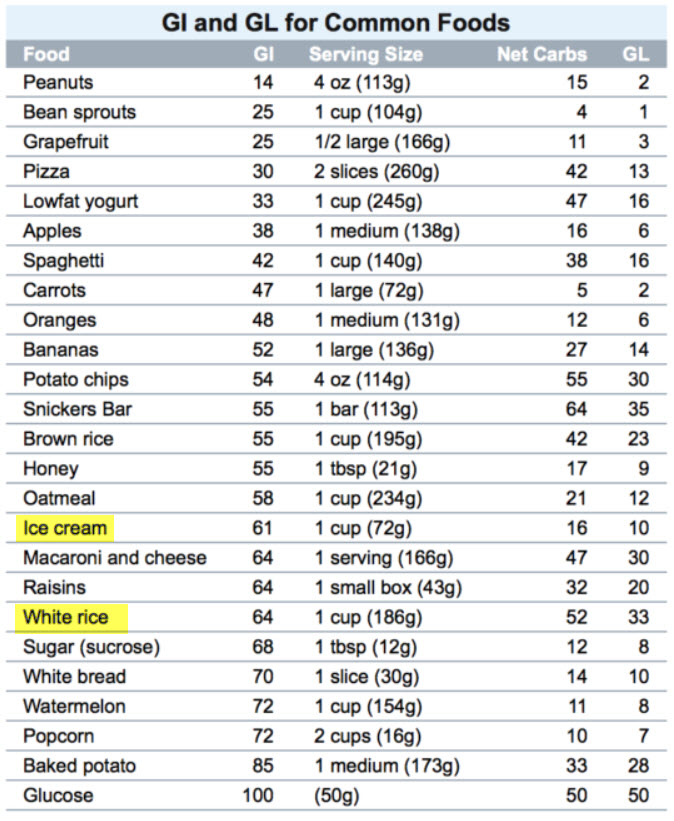 GI and GL for Common Foods
Food GI Serving Size Net Carbs GL
Peanuts 14 4 oz (113g) 15 2
Bean sprouts 25 1 cup (104g) 4 1
Grapefruit 25 1/2 large (166g) 11 3
Pizza 30 2 slices (260g) 42 13
Lowfat yogurt 33 1 cup (245g) 47 16
Apples 38 1 medium (138g) 16 6
Spaghetti 42 1 cup (140g) 38 16
Carrots 47 1 large (72g) 5 2
Oranges 48 1 medium (131g) 12 6
Bananas 52 1 large (136g) 27 14
Potato chips 54 4 oz (114g) 55 30
Snickers Bar 55 1 bar (113g) 64 35
Brown rice 55 1 cup (195g) 42 23
Honey 55 1 tbsp (21g) 17 9
Oatmeal 58 1 cup (234g) 21 12
Ice cream 61 1 cup (72g) 16 10
Macaroni and cheese 64 1 serving (166g) 47 30
Raisins 64 1 small box (43g) 32 20
White rice 64 1 cup (186g) 52 33
Sugar (sucrose) 68 1 tbsp (12g) 12 8
White bread 70 1 slice (30g) 14 10
Watermelon 72 1 cup (154g) 11 8
Popcorn 72 2 cups (16g) 10 7
Baked potato 85 1 medium (173g) 33 28
Glucose 100 (50g) 50 50